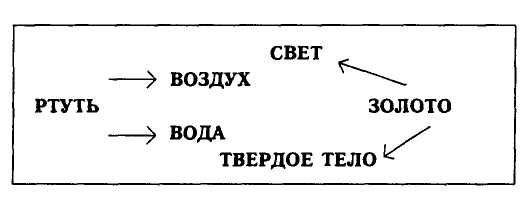 СВЕТ
ВОЗДУХ
РТУТЬ
ЗОЛОТО
ВОДА
ТВЕРДОЕ ТЕЛО